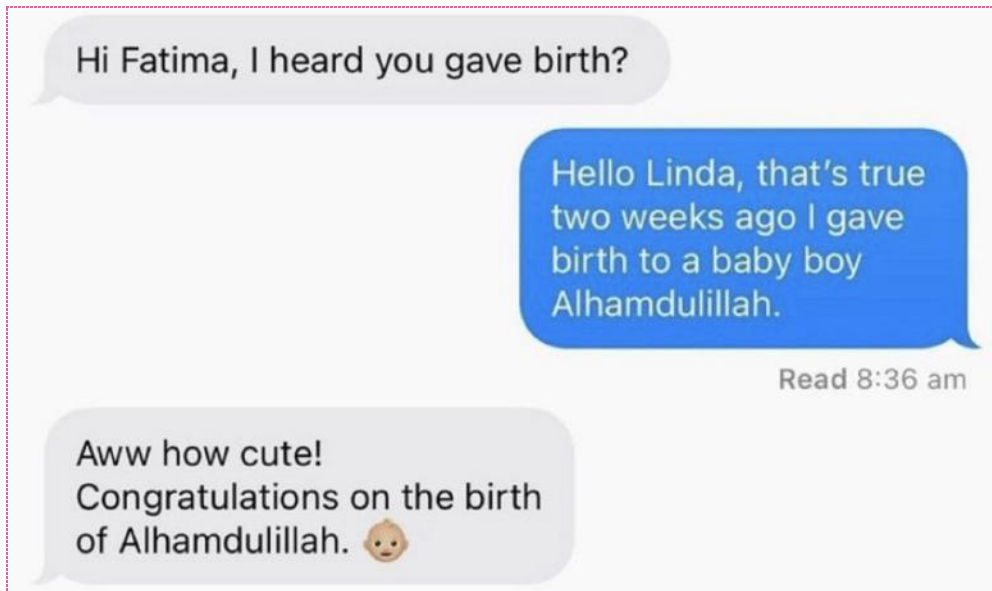 Hi Fatima, I heard you gave birth?
Hello Linda, that's true
two weeks ago I gave
birth to a baby boy
Alhamdulillah.
Read 8:36 am
Aww how cute!
Congratulations on the birth
of Alhamdulillah. 👶🏼